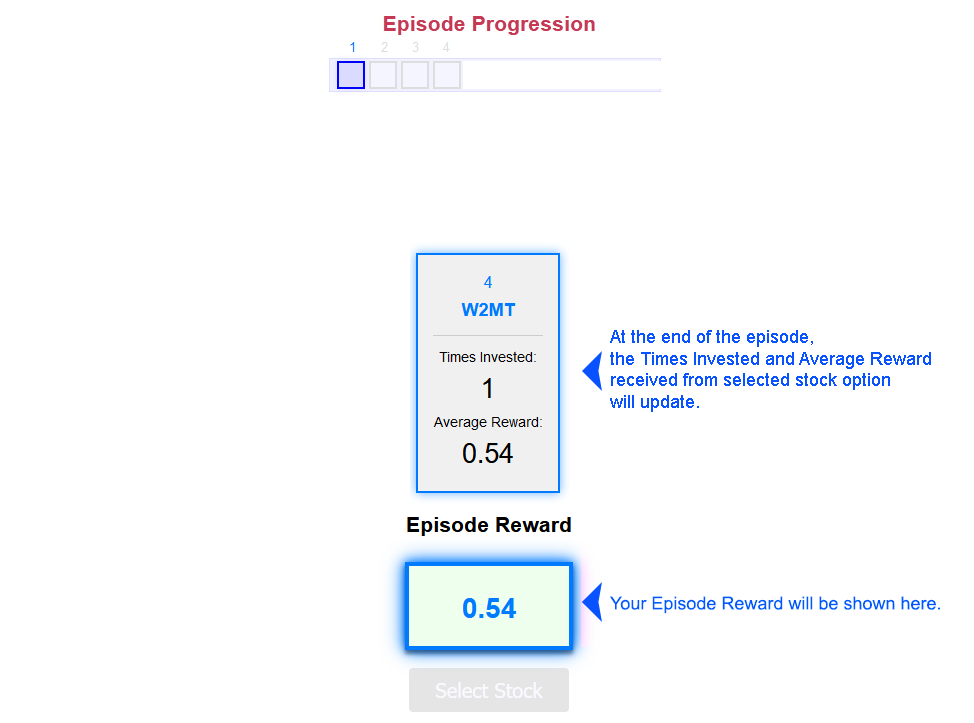 Episode Progression
1 2 3 4
4
W2MT
Times Invested:
1
Average Reward:
0.54
At the end of the episode,
the Times Invested and Average Reward
received from selected stock option
will update.
Episode Reward
0.54
Your Episode Reward will be shown here.
Select Stock